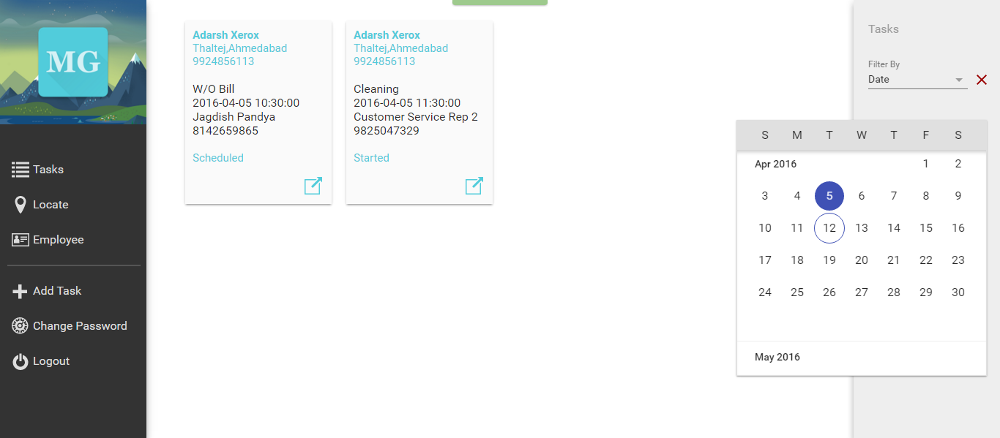 MG
Tasks
Locate
Employee
Add Task
Change Password
Logout
Adarsh Xerox
Thaltej,Ahmedabad
9924856113
W/O Bill
2016-04-05 10:30:00
Jagdish Pandya
8142659865
Scheduled
Adarsh Xerox
Thaltej,Ahmedabad
9924856113
Cleaning
2016-04-05 11:30:00
Customer Service Rep 2
9825047329
Started
Tasks
Filter By
Date
S M T W T F S
Apr 2016 1 2
3 4 5 6 7 8 9
10 11 12 13 14 15 16
17 18 19 20 21 22 23
24 25 26 27 28 29 30
May 2016